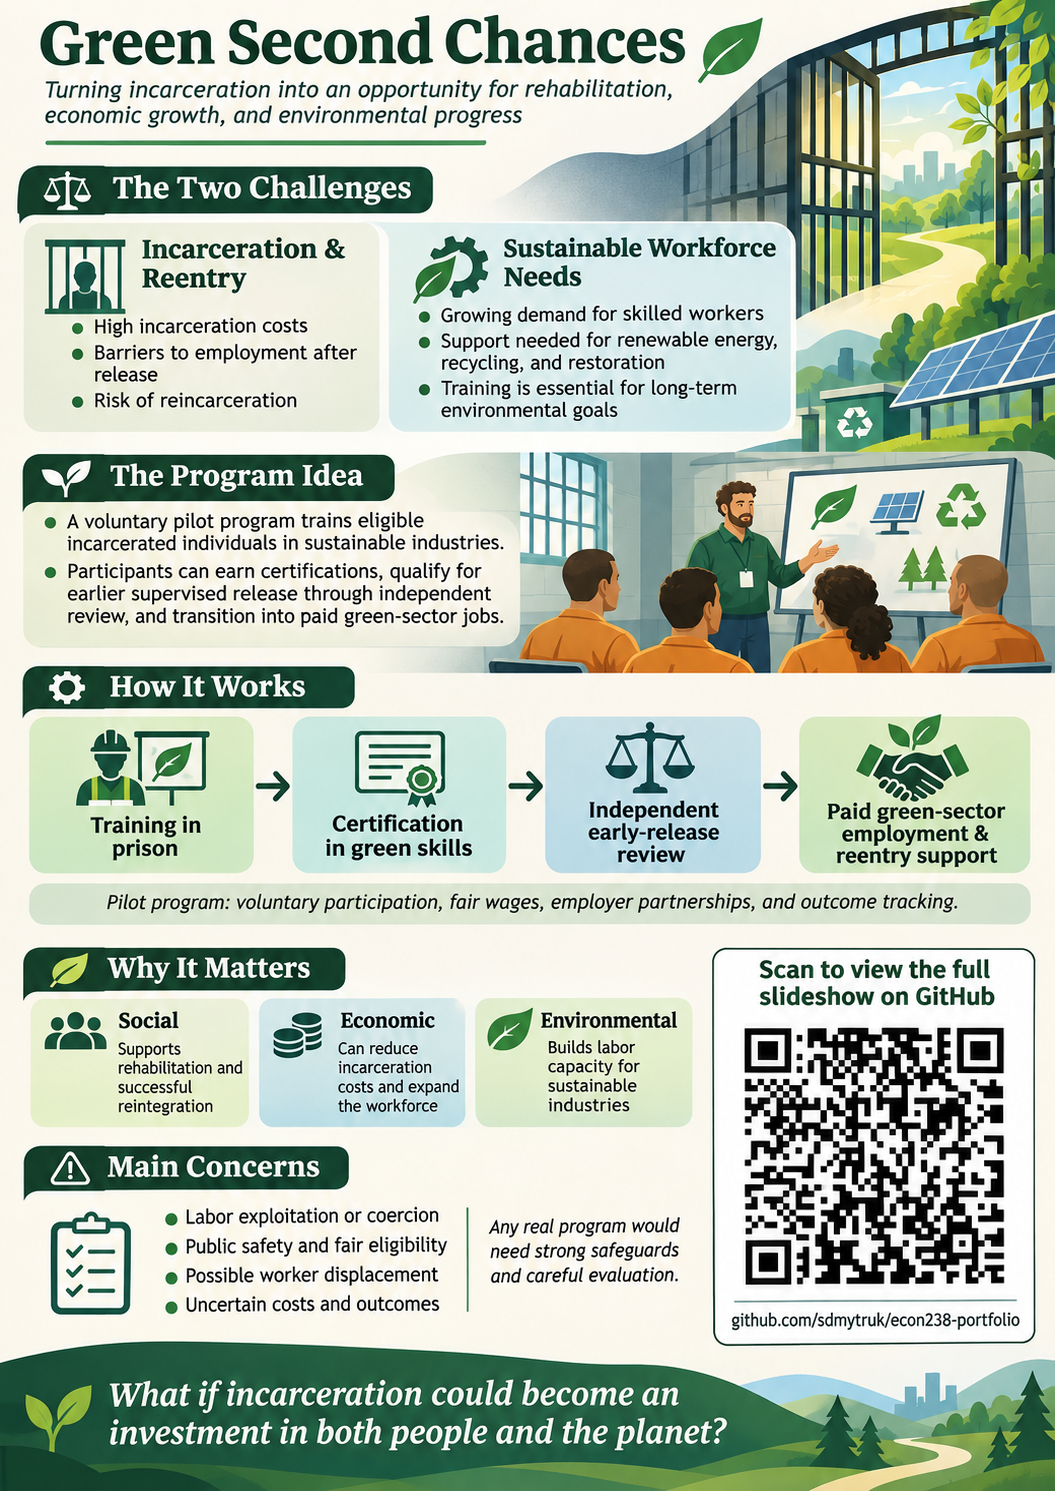 Green Second Chances
Turning incarceration into an opportunity for rehabilitation,
economic growth, and environmental progress
The Two Challenges
Incarceration &
Reentry
High incarceration costs
Barriers to employment after
release
Risk of reincarceration
Sustainable Workforce
Needs
Growing demand for skilled workers
Support needed for renewable energy,
recycling, and restoration
Training is essential for long-term
environmental goals
The Program Idea
A voluntary pilot program trains eligible
incarcerated individuals in sustainable industries.
Participants can earn certifications, qualify for
earlier supervised release through independent
review, and transition into paid green-sector jobs.
How It Works
Training in
prison
Certification
in green skills
Independent
early-release
review
Paid green-sector
employment &
reentry support
Pilot program: voluntary participation, fair wages, employer partnerships, and outcome tracking.
Why It Matters
Social
Supports
rehabilitation and
successful
reintegration
Economic
Can reduce
incarceration
costs and expand
the workforce
Environmental
Builds labor
capacity for
sustainable
industries
Scan to view the full
slideshow on GitHub
github.com/sdmytruk/econ238-portfolio
Main Concerns
Labor exploitation or coercion
Public safety and fair eligibility
Possible worker displacement
Uncertain costs and outcomes
Any real program would
need strong safeguards
and careful evaluation.
What if incarceration could become an
investment in both people and the planet?